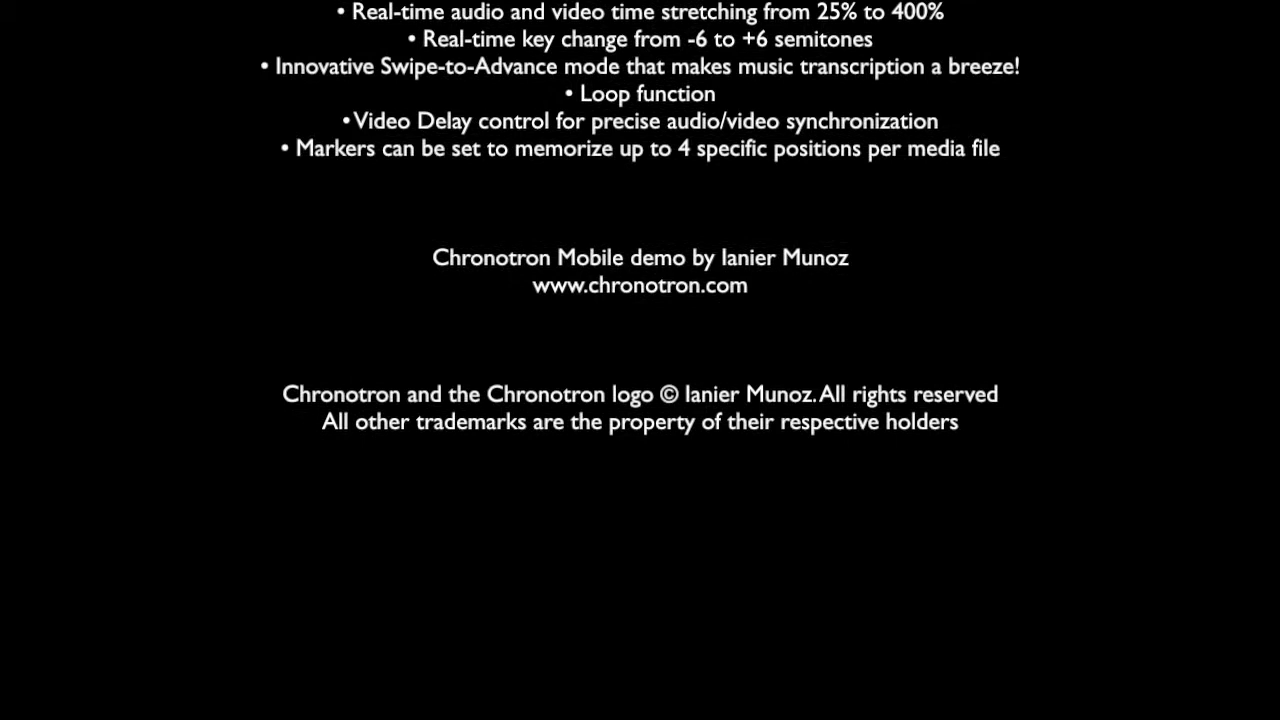 • Real-time audio and video time stretching from 25% to 400%
• Real-time key change from -6 to +6 semitones
• Innovative Swipe-to-Advance mode that makes music transcription a breeze!
• Loop function
• Video Delay control for precise audio/video synchronization
• Markers can be set to memorize up to 4 specific positions per media file
Chronotron Mobile demo by Ianier Munoz
www.chronotron.com
Chronotron and the Chronotron logo © Ianier Munoz. All rights reserved
All other trademarks are the property of their respective holders